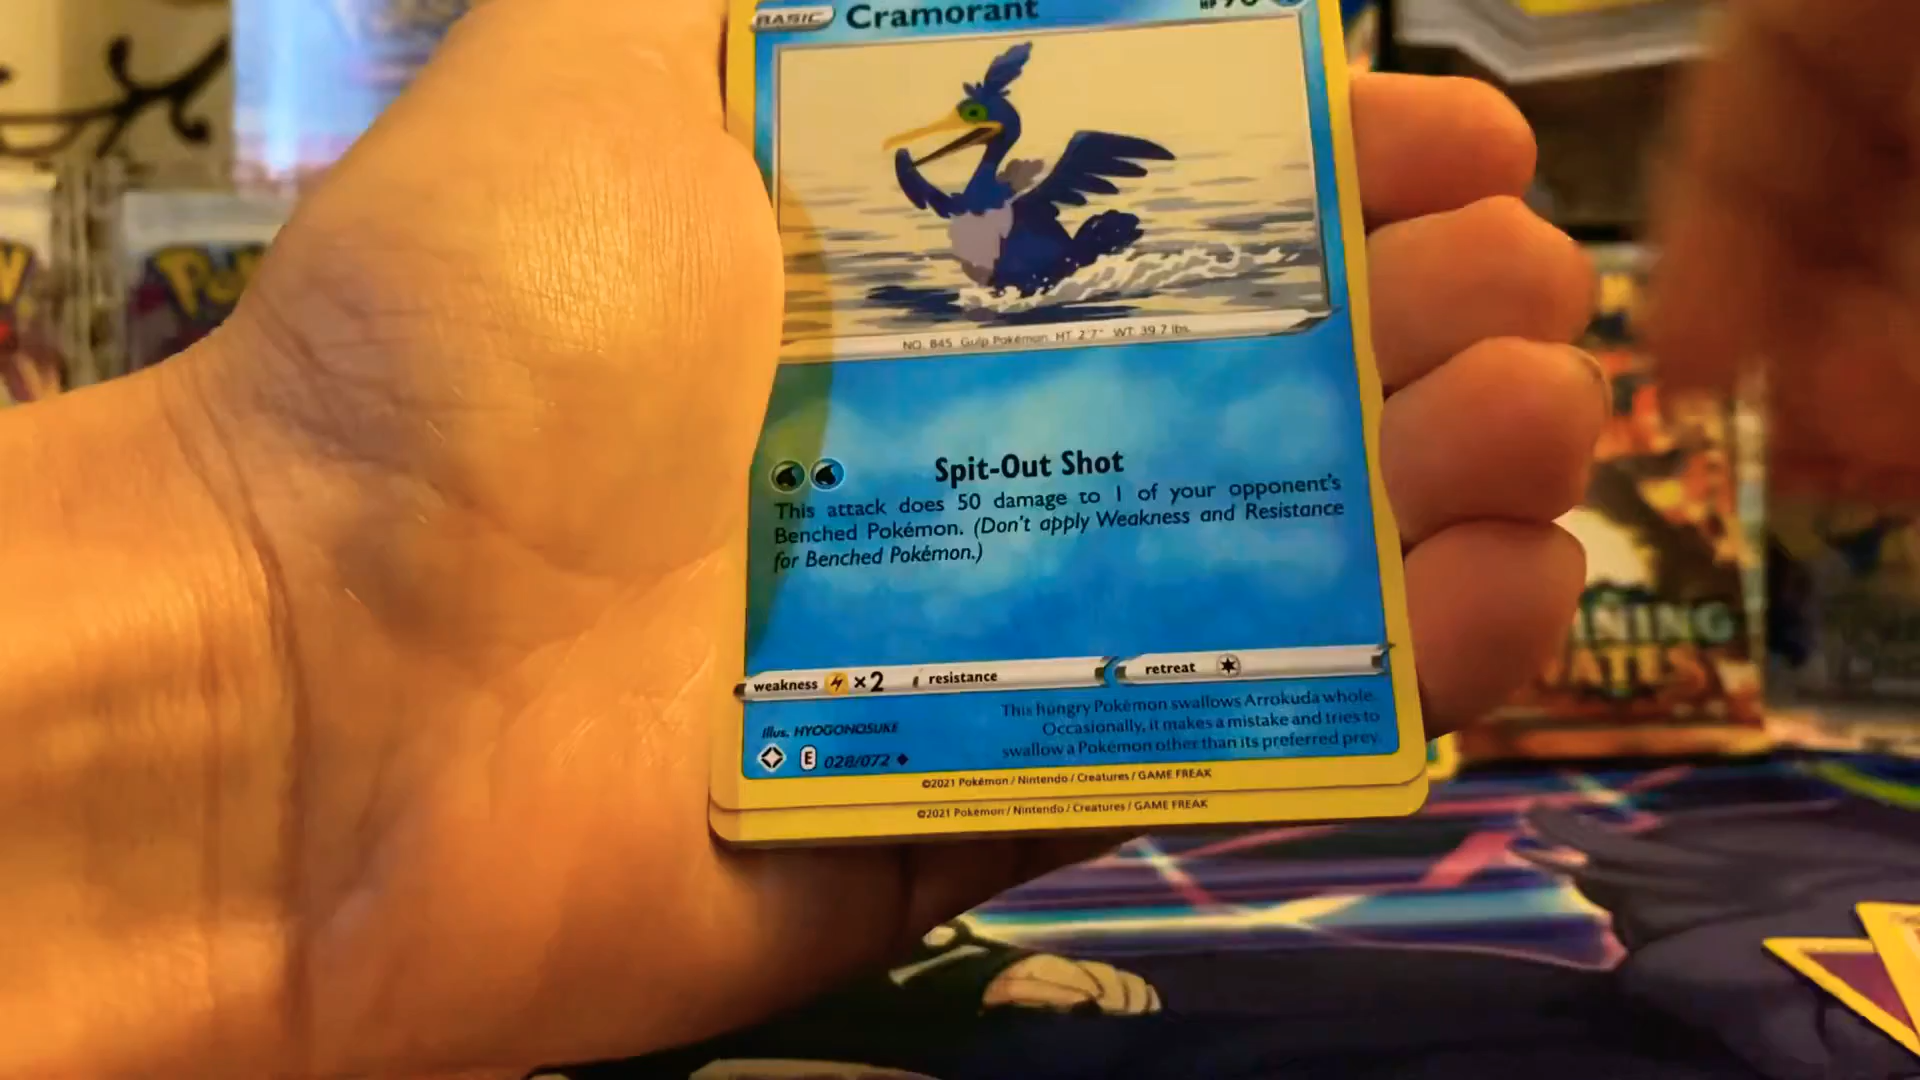 BASIC Cramorant HP
NO. 845 Gulp Pokémon HT 2'7" WT 39.7 lbs.
Spit-Out Shot
This attack does 50 damage to 1 of your opponent's
Benched Pokémon. (Don't apply Weakness and Resistance
for Benched Pokémon.)
weakness ×2 resistance retreat
This hungry Pokémon swallows Arrokuda whole.
Occasionally, it makes a mistake and tries to
swallow a Pokémon other than its preferred prey.
Illus. HYOGONOSUKE
E 028/072
©2021 Pokémon / Nintendo / Creatures / GAME FREAK
©2021 Pokémon / Nintendo / Creatures / GAME FREAK